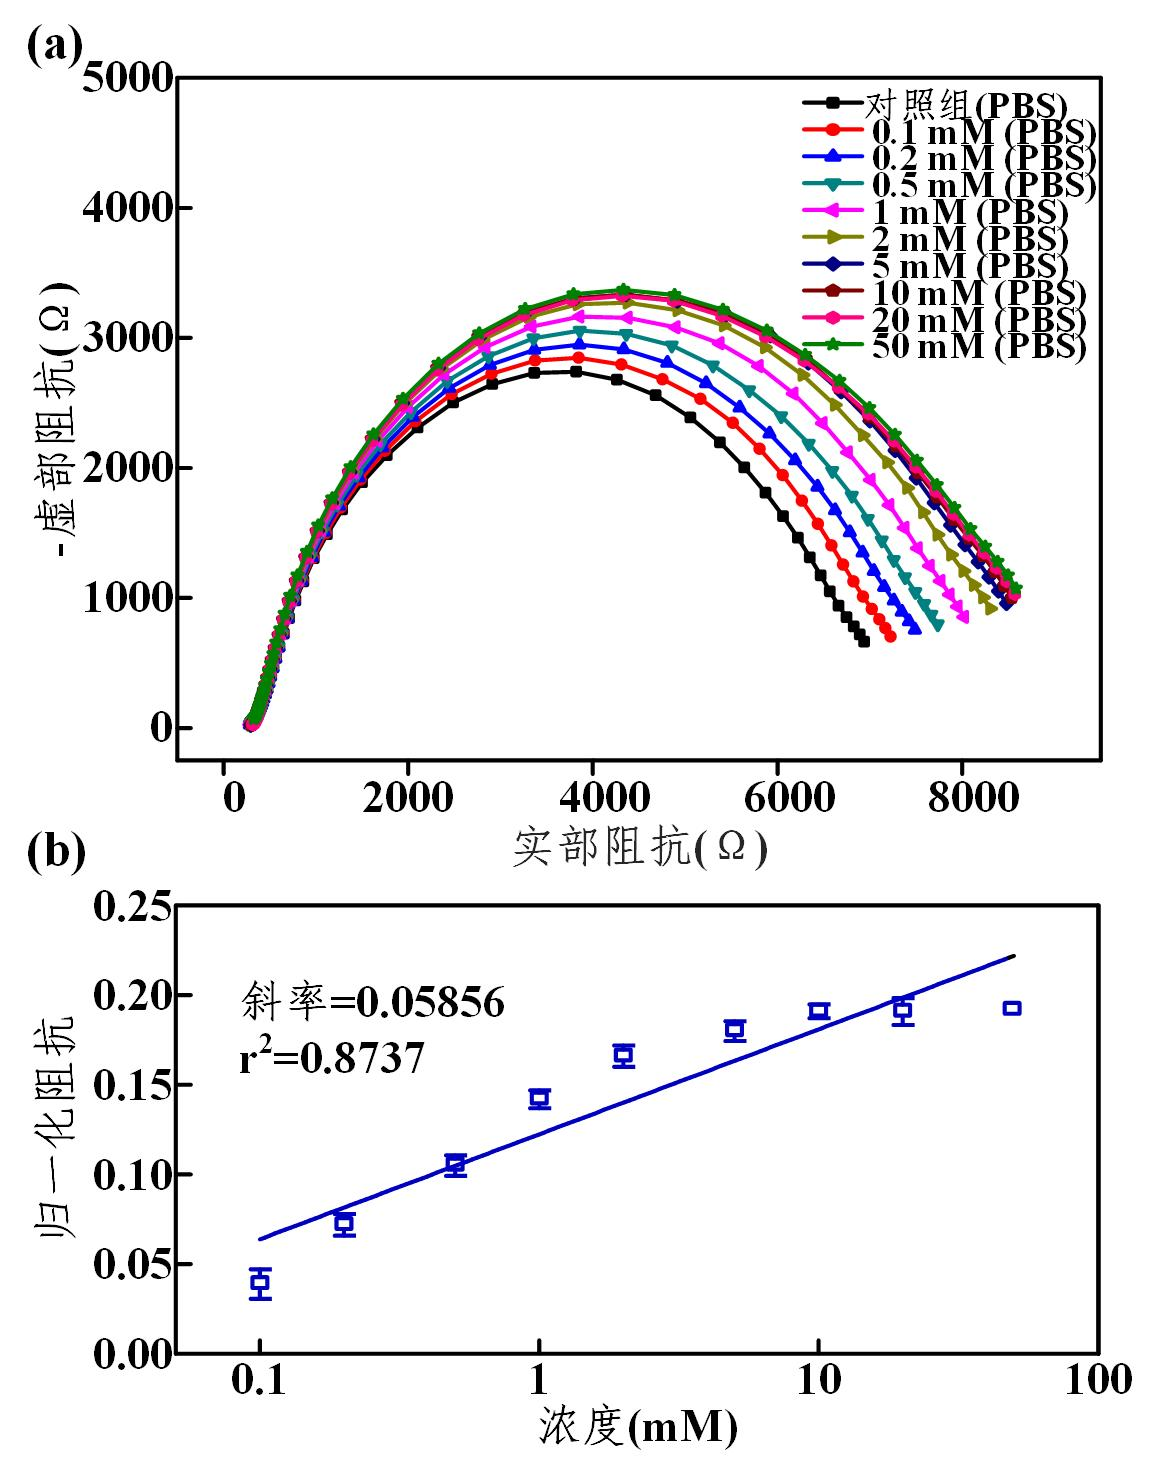 (a)
5000
4000
3000
2000
1000
0
-虚部阻抗(Ω)
对照组(PBS)
0.1 mM (PBS)
0.2 mM (PBS)
0.5 mM (PBS)
1 mM (PBS)
2 mM (PBS)
5 mM (PBS)
10 mM (PBS)
20 mM (PBS)
50 mM (PBS)
0 2000 4000 6000 8000
实部阻抗(Ω)
(b)
0.25
0.20
0.15
0.10
0.05
0.00
归一化阻抗
斜率=0.05856
r²=0.8737
0.1 1 10 100
浓度(mM)